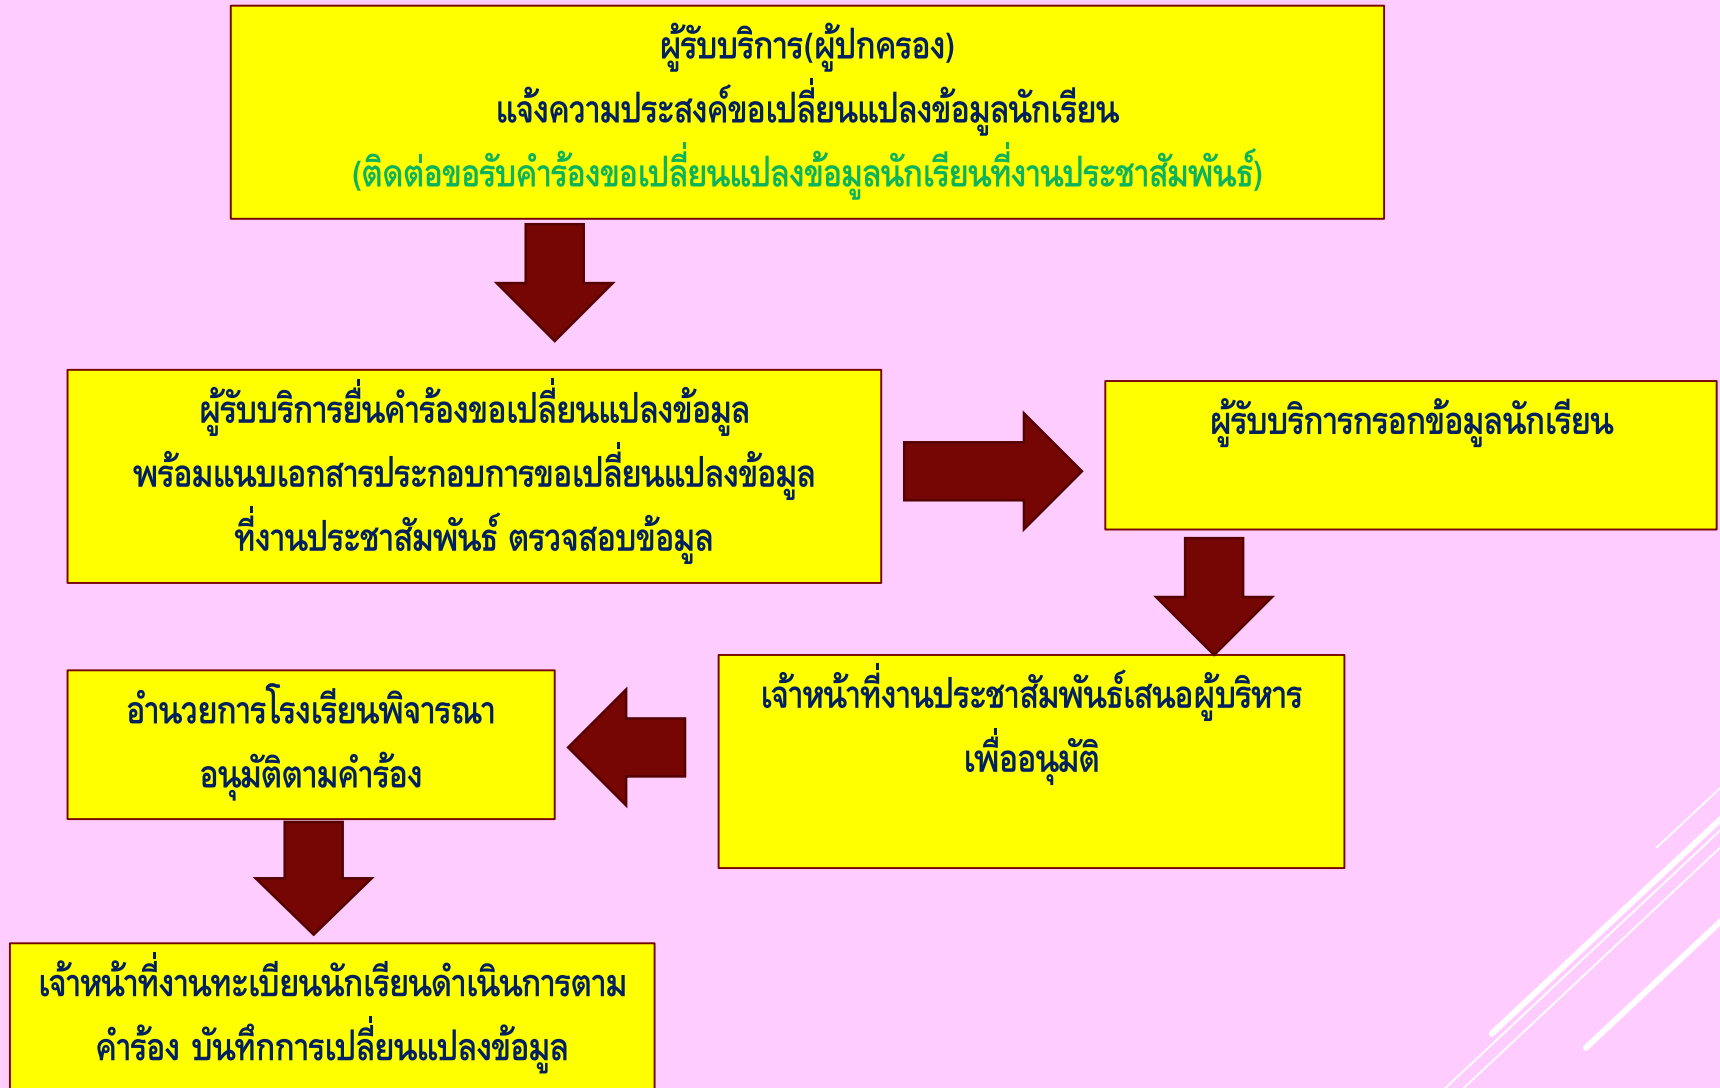 ผู้รับบริการ(ผู้ปกครอง)
แจ้งความประสงค์ขอเปลี่ยนแปลงข้อมูลนักเรียน
(ติดต่อขอรับคำร้องขอเปลี่ยนแปลงข้อมูลนักเรียนที่งานประชาสัมพันธ์)
ผู้รับบริการยื่นคำร้องขอเปลี่ยนแปลงข้อมูล
พร้อมแนบเอกสารประกอบการขอเปลี่ยนแปลงข้อมูล
ที่งานประชาสัมพันธ์ ตรวจสอบข้อมูล
ผู้รับบริการกรอกข้อมูลนักเรียน
เจ้าหน้าที่งานประชาสัมพันธ์เสนอผู้บริหาร
เพื่ออนุมัติ
อำนวยการโรงเรียนพิจารณา
อนุมัติตามคำร้อง
เจ้าหน้าที่งานทะเบียนนักเรียนดำเนินการตาม
คำร้อง บันทึกการเปลี่ยนแปลงข้อมูล